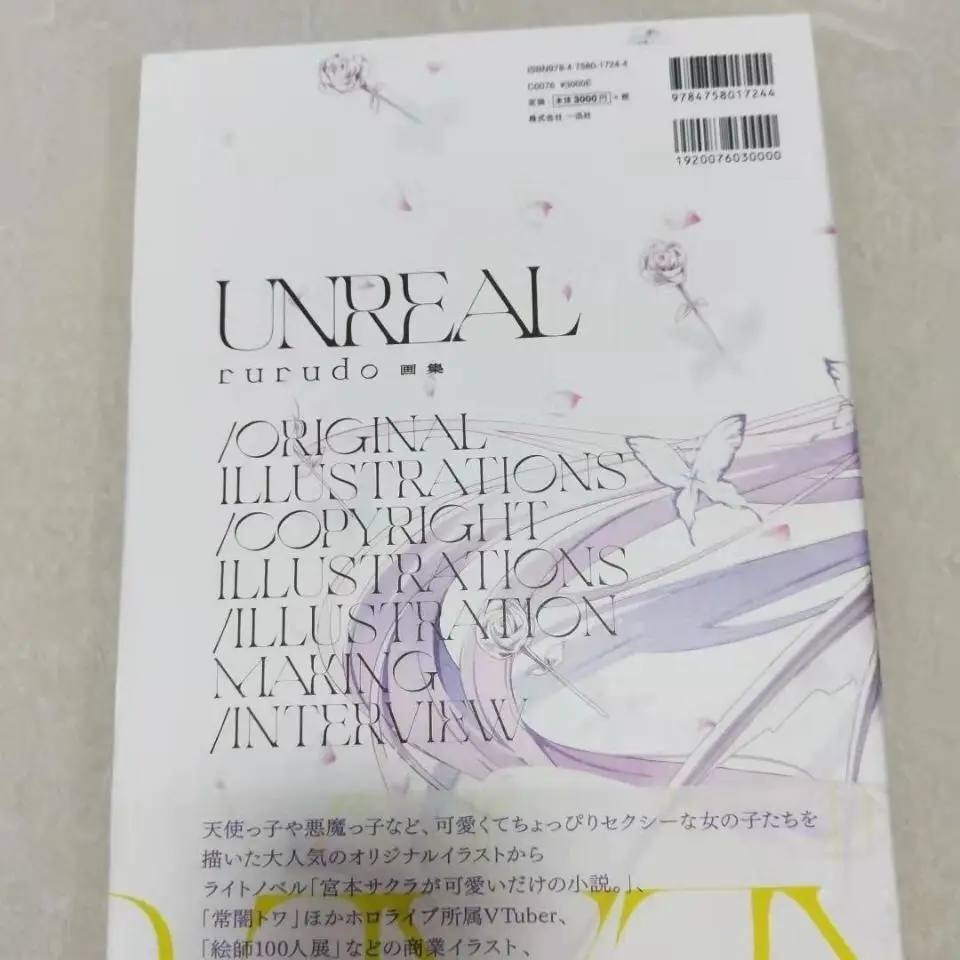 ISBN978-4-7580-1724-4
C0076 ¥3000E
定価:本体3000円+税
株式会社 一迅社
9784758017244
1920076030000
UNREAL
rurudo 画集
/ORIGINAL
ILLUSTRATIONS
/COPYRIGHT
ILLUSTRATIONS
/ILLUSTRATION
MAKING
/INTERVIEW
天使っ子や悪魔っ子など、可愛くてちょっぴりセクシーな女の子たちを
描いた大人気のオリジナルイラストから
ライトノベル「宮本サクラが可愛いだけの小説。」、
「常闇トワ」ほかホロライブ所属VTuber、
「絵師100人展」などの商業イラスト、